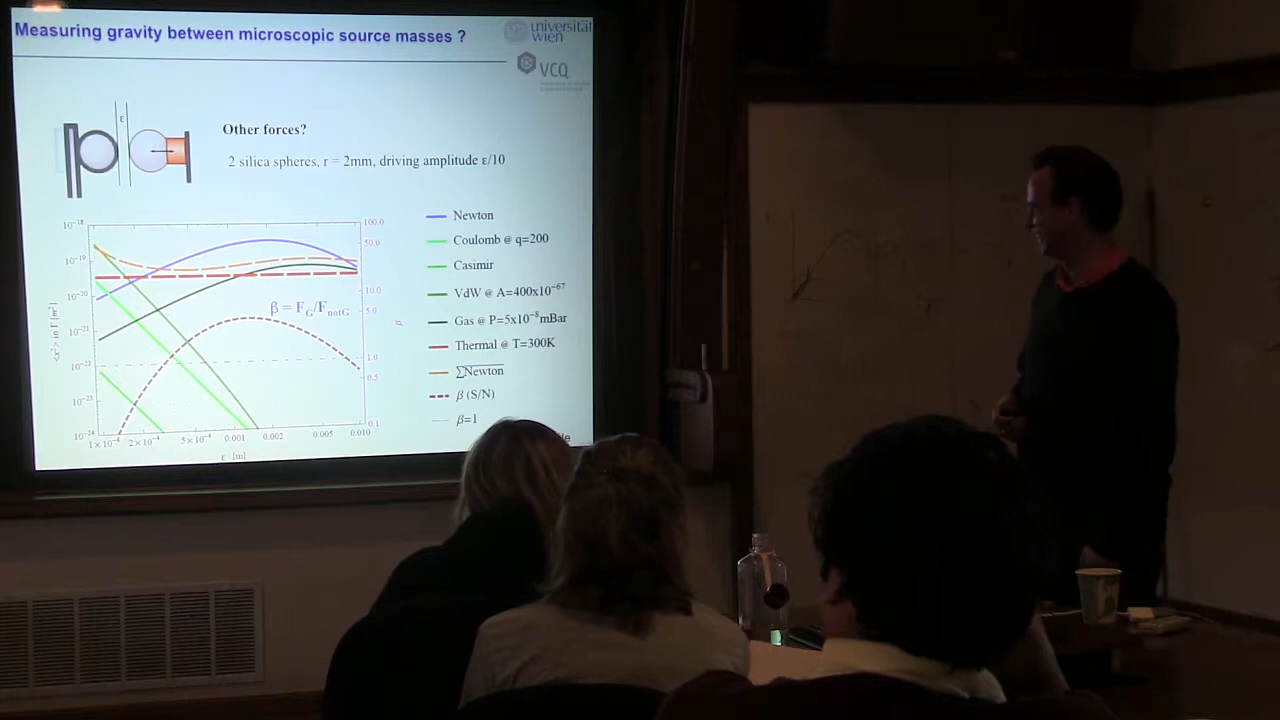 Measuring gravity between microscopic source masses ?
universität
wien
VCQ
ε
Other forces?
2 silica spheres, r = 2mm, driving amplitude ε/10
10⁻¹⁸
10⁻¹⁹
10⁻²⁰
10⁻²¹
10⁻²²
10⁻²³
10⁻²⁴
100.0
50.0
10.0
5.0
1.0
0.5
0.1
β = F_G/F_notG
β
1×10⁻⁴ 2×10⁻⁴ 5×10⁻⁴ 0.001 0.002 0.005 0.010
ε [m]
Newton
Coulomb @ q=200
Casimir
VdW @ A=400x10⁻⁶⁷
Gas @ P=5x10⁻⁸mBar
Thermal @ T=300K
∑Newton
β (S/N)
β=1